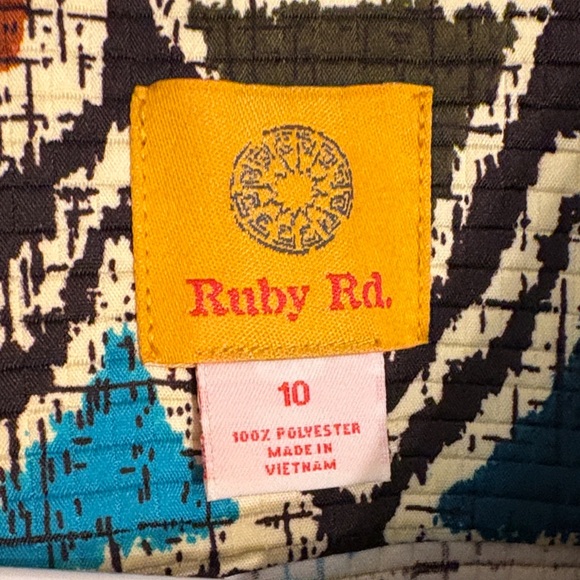 Ruby Rd.
10
100% POLYESTER
MADE IN
VIETNAM